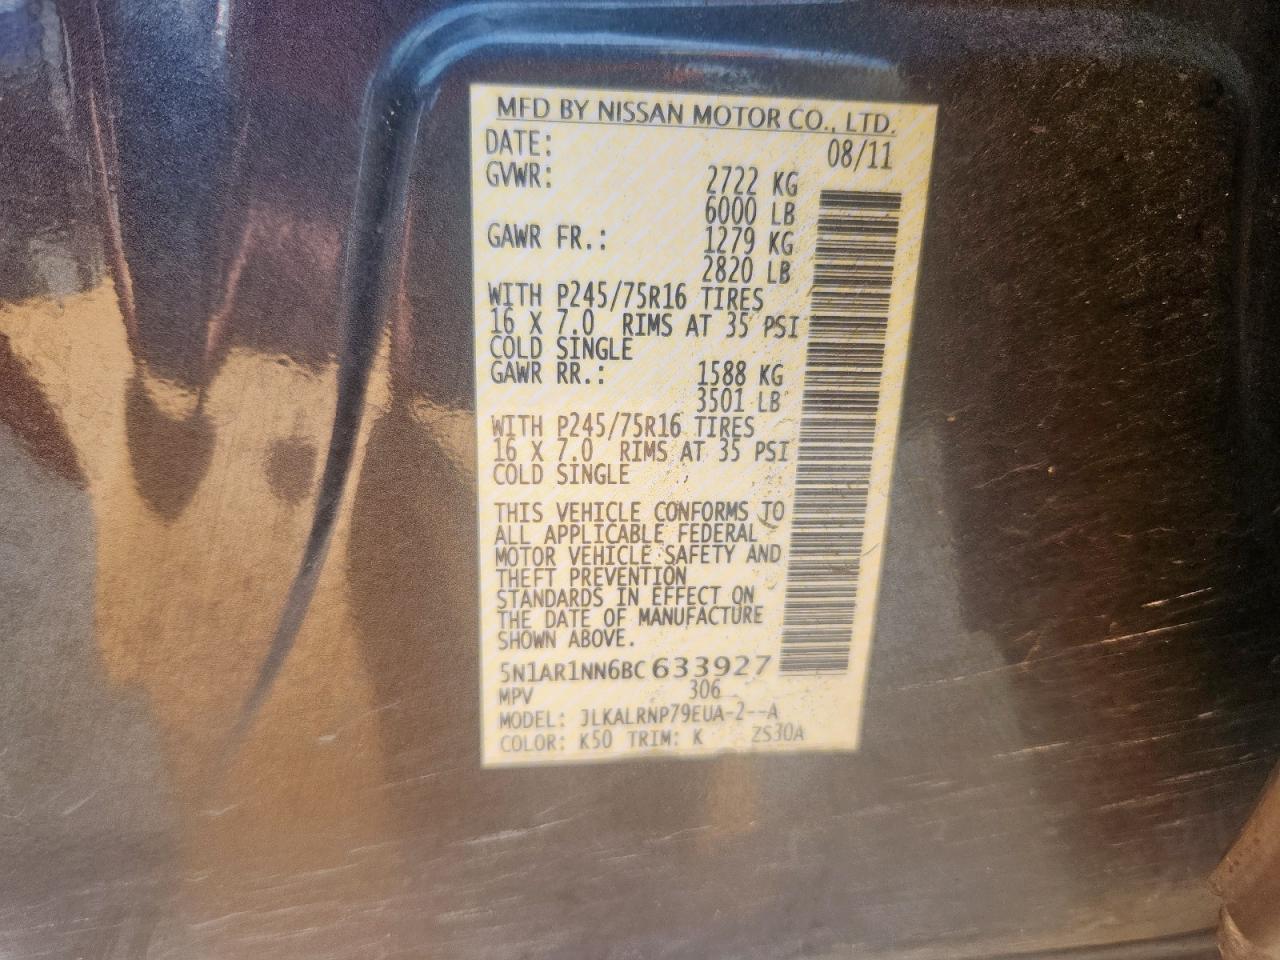 MFD BY NISSAN MOTOR CO., LTD.
DATE: 08/11
GVWR: 2722 KG
6000 LB
GAWR FR.: 1279 KG
2820 LB
WITH P245/75R16 TIRES
16 X 7.0 RIMS AT 35 PSI
COLD SINGLE
GAWR RR.: 1588 KG
3501 LB
WITH P245/75R16 TIRES
16 X 7.0 RIMS AT 35 PSI
COLD SINGLE
THIS VEHICLE CONFORMS TO
ALL APPLICABLE FEDERAL
MOTOR VEHICLE SAFETY AND
THEFT PREVENTION
STANDARDS IN EFFECT ON
THE DATE OF MANUFACTURE
SHOWN ABOVE.
5N1AR1NN6BC633927
MPV 306
MODEL: JLKALRNP79EUA-2--A
COLOR: K50 TRIM: K ZS30A